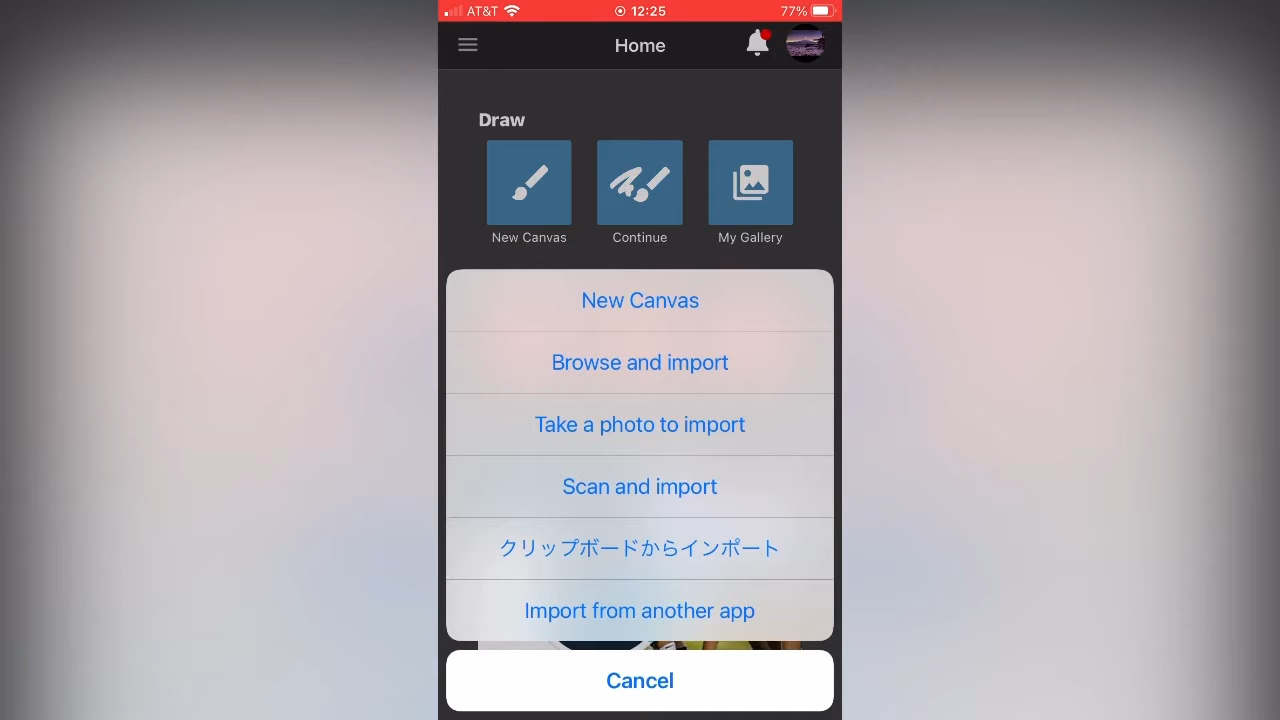 AT&T 12:25 77%
Home
Draw
New Canvas Continue My Gallery
New Canvas
Browse and import
Take a photo to import
Scan and import
クリップボードからインポート
Import from another app
Cancel